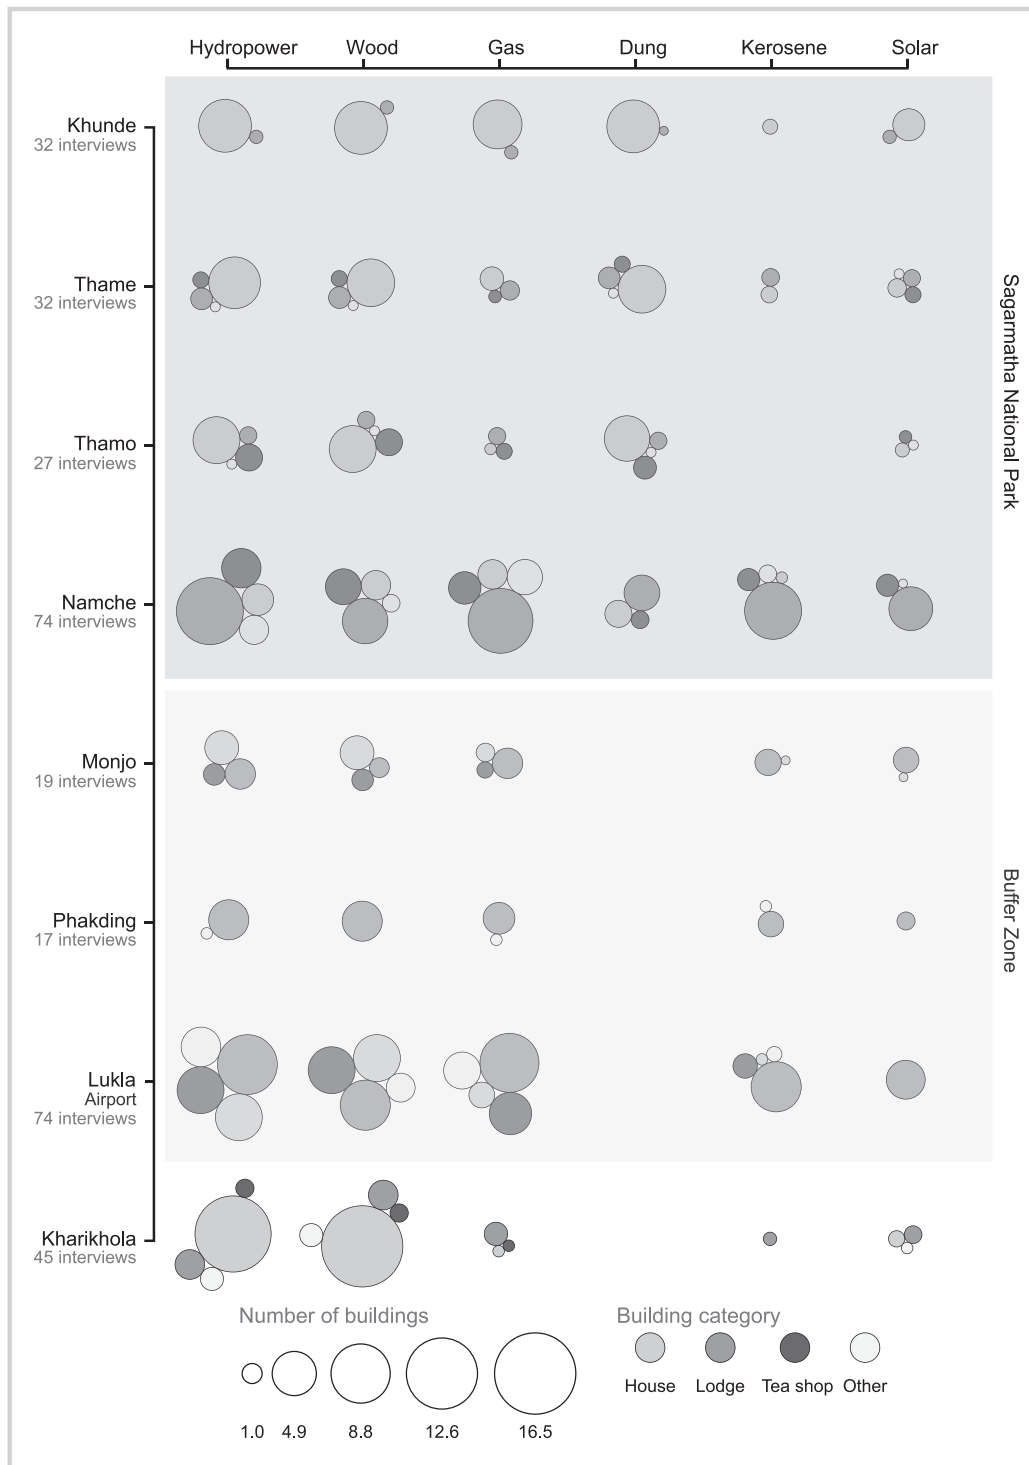 Hydropower Wood Gas Dung Kerosene Solar
Khunde
32 interviews
Thame
32 interviews
Thamo
27 interviews
Namche
74 interviews
Sagarmatha National Park
Monjo
19 interviews
Phakding
17 interviews
Lukla
Airport
74 interviews
Buffer Zone
Kharikhola
45 interviews
Number of buildings
1.0 4.9 8.8 12.6 16.5
Building category
House Lodge Tea shop Other